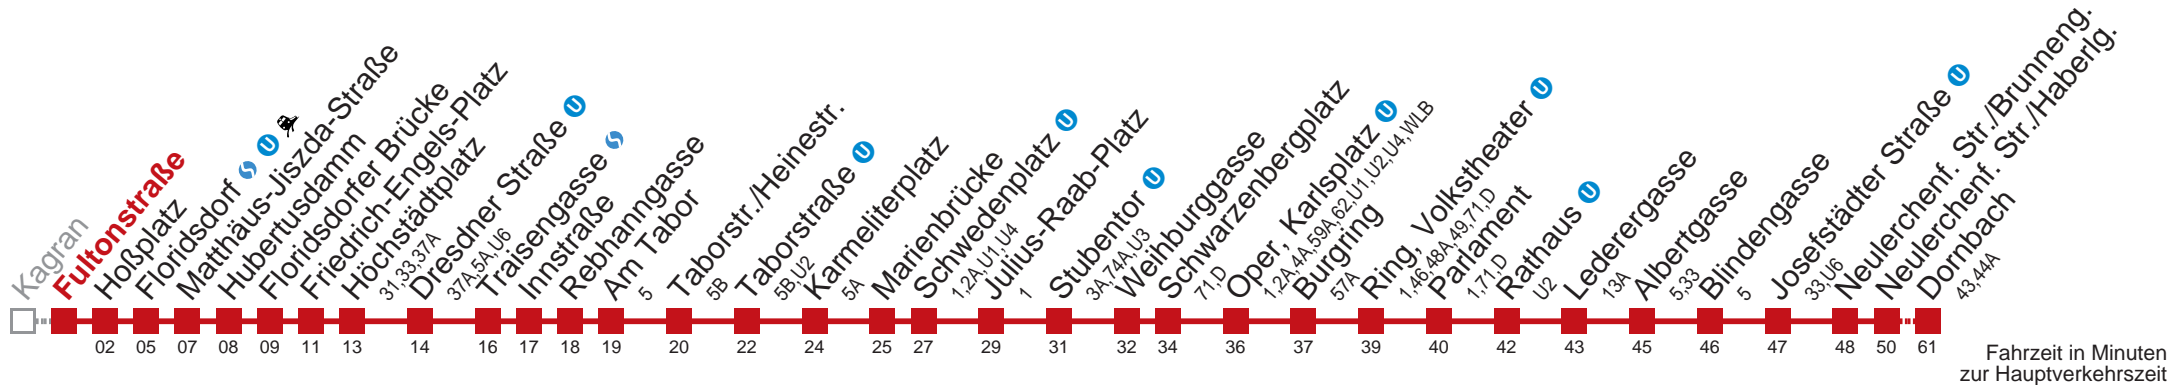 Kagran
Fultonstraße
Hoßplatz
Floridsdorf
Matthäus-Jiszda-Straße
Hubertusdamm
Floridsdorfer Brücke
Friedrich-Engels-Platz
Höchstädtplatz
31,33,37A
Dresdner Straße U
37A,5A,U6
Traisengasse
Innstraße
Rebhanngasse
Am Tabor
5
Taborstr./Heinestr.
5B
Taborstraße U
5B,U2
Karmeliterplatz
5A
Marienbrücke
Schwedenplatz U
1,2A,U1,U4
Julius-Raab-Platz
1
Stubentor U
3A,74A,U3
Weihburggasse
Schwarzenbergplatz
71,D
Oper, Karlsplatz U
1,2A,4A,59A,62,U1,U2,U4,WLB
Burgring
57A
Ring, Volkstheater U
1,46,48A,49,71,D
Parlament
1,71,D
Rathaus U
U2
Lederergasse
13A
Albertgasse
5,33
Blindengasse
5
Josefstädter Straße U
33,U6
Neulerchenf. Str./Brunneng.
Neulerchenf. Str./Haberlg.
Dornbach
43,44A
02 05 07 08 09 11 13 14 16 17 18 19 20 22 24 25 27 29 31 32 34 36 37 39 40 42 43 45 46 47 48 50 61
Fahrzeit in Minuten
zur Hauptverkehrszeit